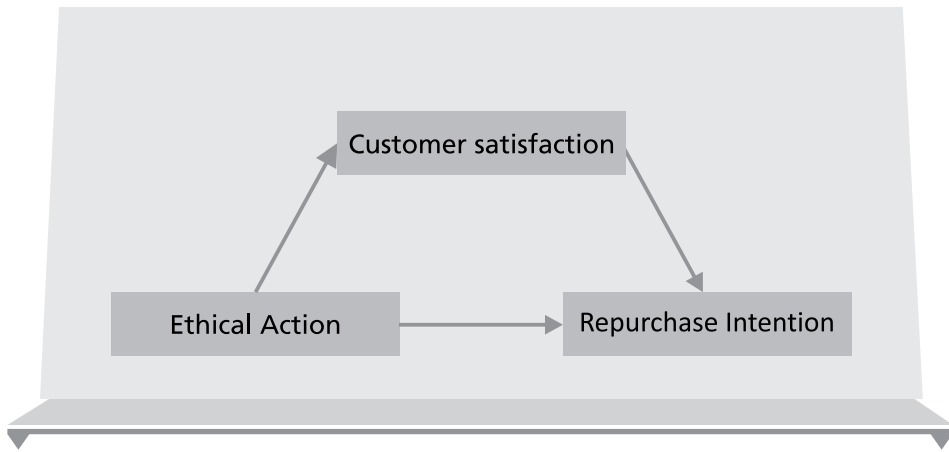 Customer satisfaction
Ethical Action
Repurchase Intention